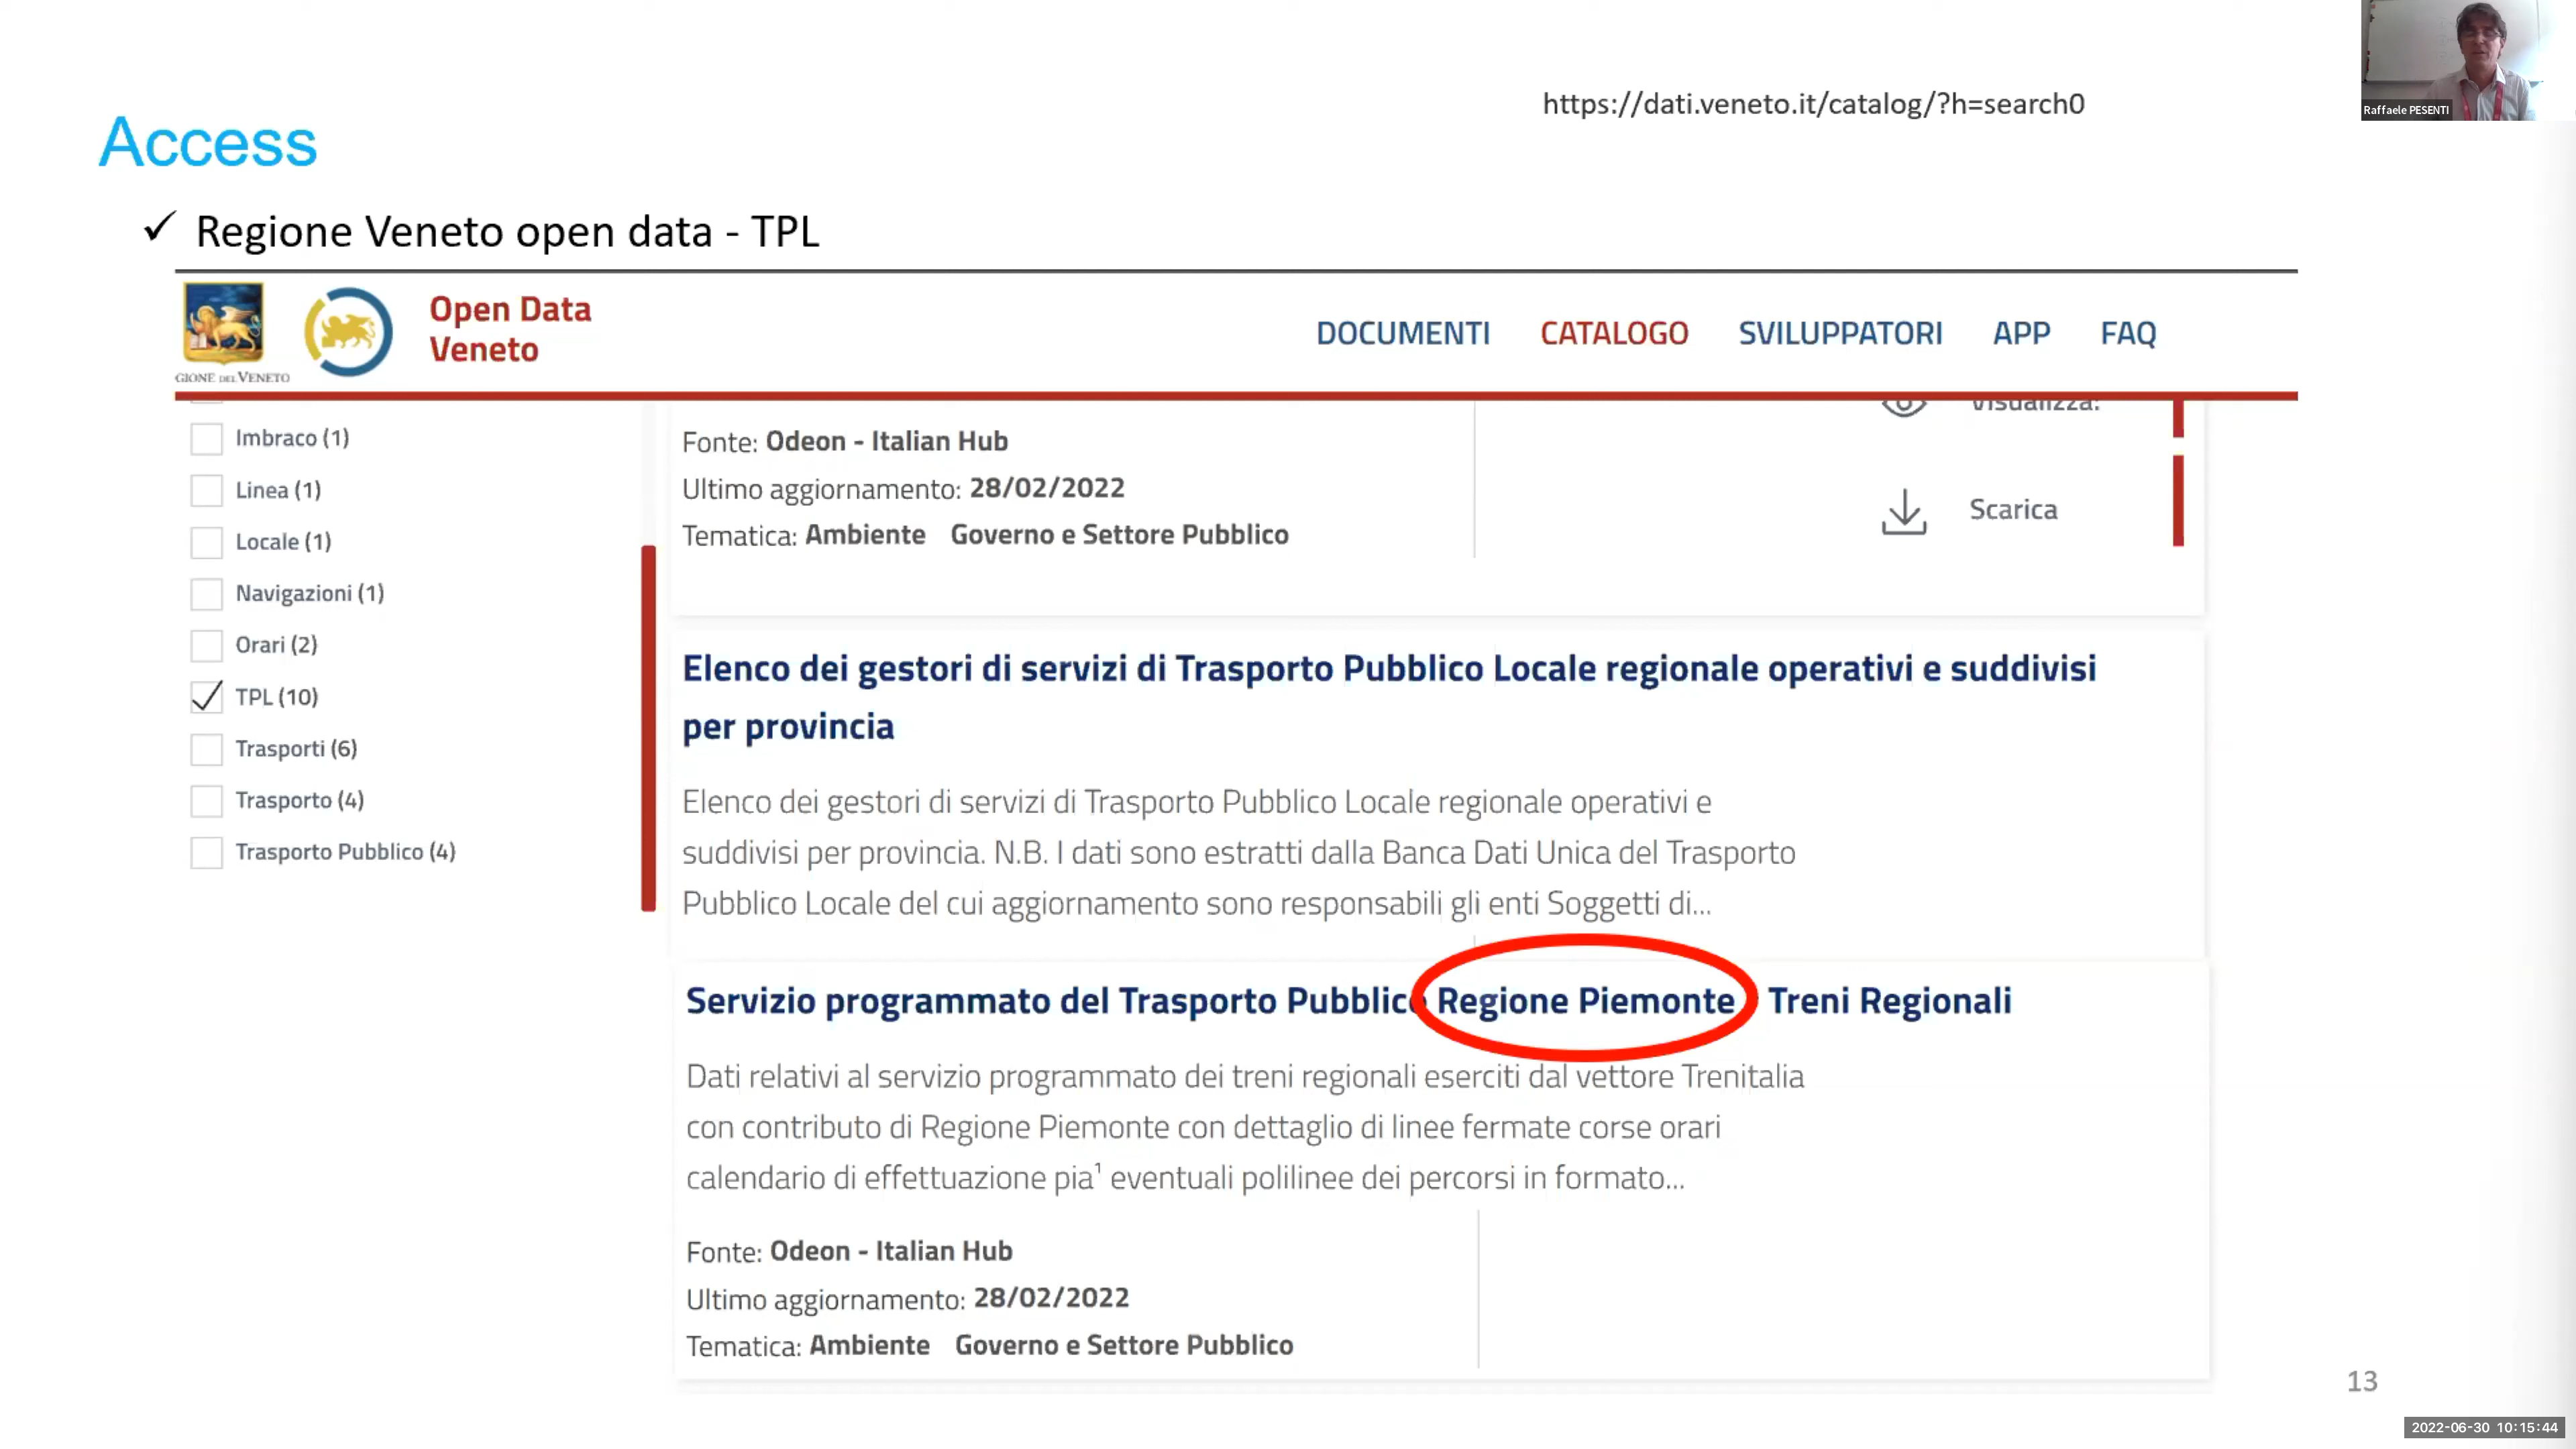 https://dati.veneto.it/catalog/?h=search0
Raffaele PESENTI
Access
✓ Regione Veneto open data - TPL
GIONE DEL VENETO
Open Data
Veneto
DOCUMENTI CATALOGO SVILUPPATORI APP FAQ
Imbraco (1)
Linea (1)
Locale (1)
Navigazioni (1)
Orari (2)
TPL (10)
Trasporti (6)
Trasporto (4)
Trasporto Pubblico (4)
Visualizza:
Fonte: Odeon - Italian Hub
Ultimo aggiornamento: 28/02/2022
Tematica: Ambiente Governo e Settore Pubblico
Scarica
Elenco dei gestori di servizi di Trasporto Pubblico Locale regionale operativi e suddivisi
per provincia
Elenco dei gestori di servizi di Trasporto Pubblico Locale regionale operativi e
suddivisi per provincia. N.B. I dati sono estratti dalla Banca Dati Unica del Trasporto
Pubblico Locale del cui aggiornamento sono responsabili gli enti Soggetti di...
Servizio programmato del Trasporto Pubblico Regione Piemonte Treni Regionali
Dati relativi al servizio programmato dei treni regionali eserciti dal vettore Trenitalia
con contributo di Regione Piemonte con dettaglio di linee fermate corse orari
calendario di effettuazione pia¹ eventuali polilinee dei percorsi in formato...
Fonte: Odeon - Italian Hub
Ultimo aggiornamento: 28/02/2022
Tematica: Ambiente Governo e Settore Pubblico
13
2022-06-30 10:15:44